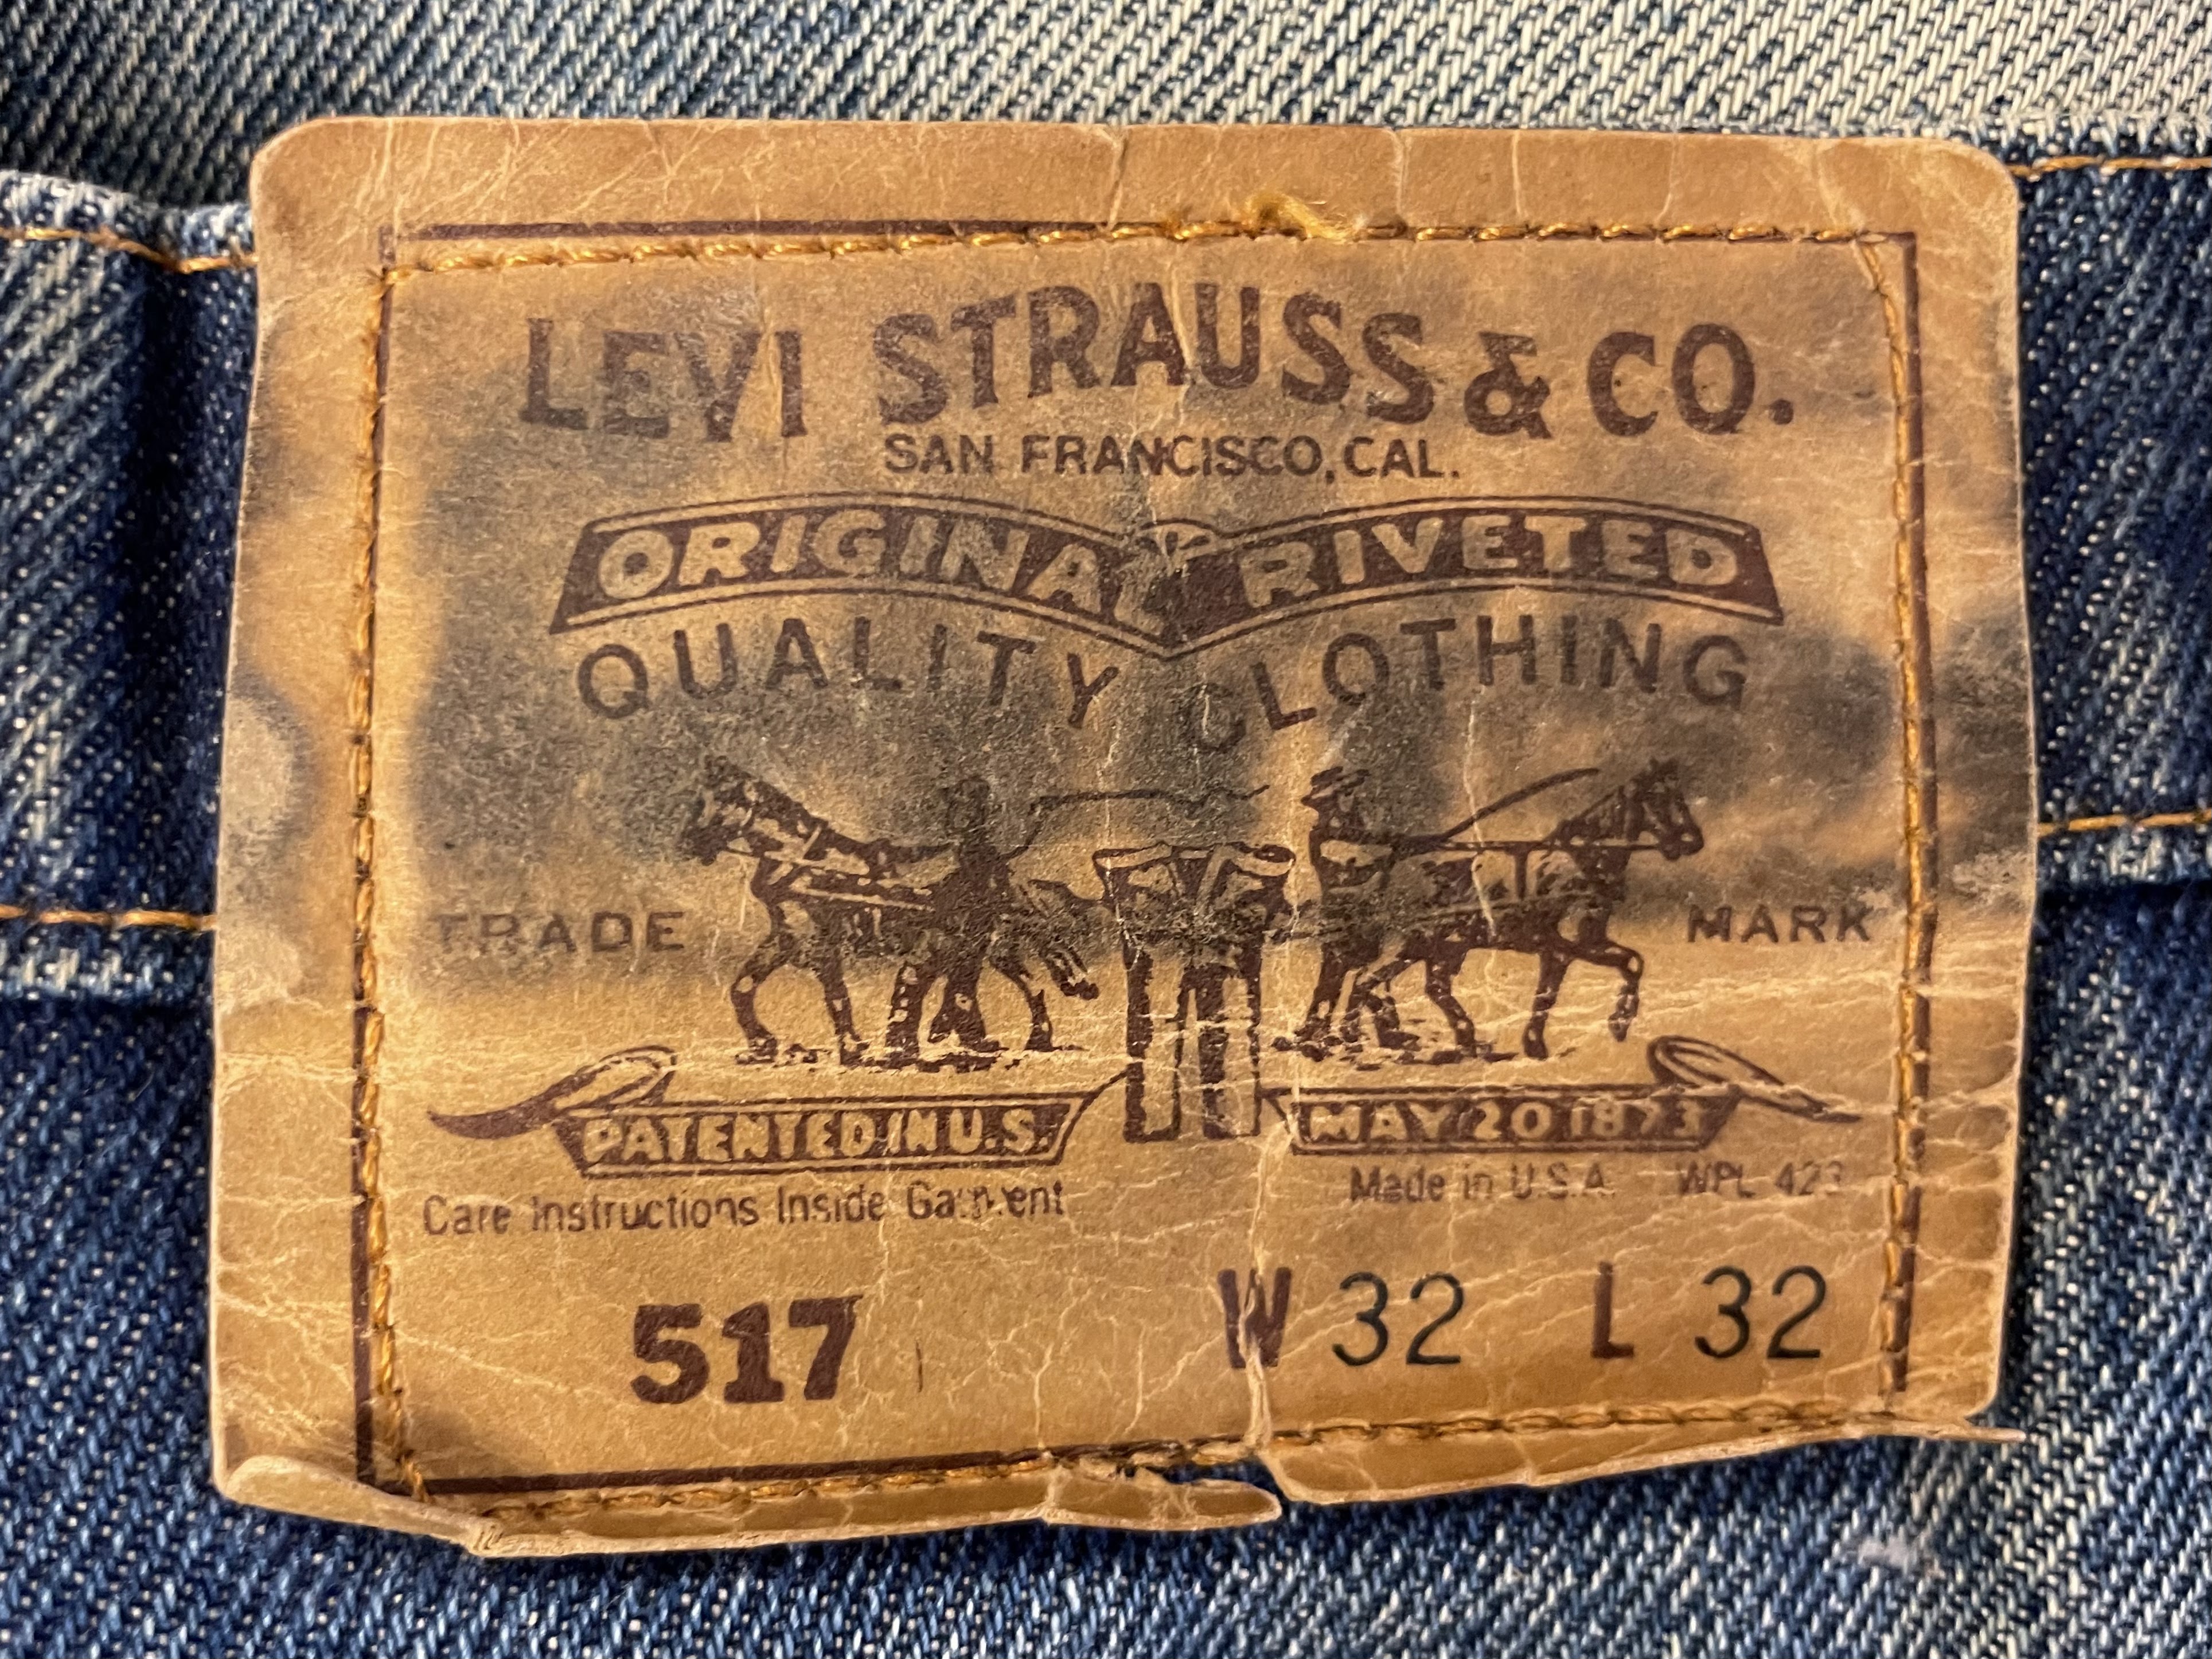 LEVI STRAUSS & CO.
SAN FRANCISCO, CAL.
ORIGINAL RIVETED
QUALITY CLOTHING
TRADE MARK
PATENTED IN U.S. MAY 20 1873
Care Instructions Inside Garment Made in U.S.A. WPL 423
517 W 32 L 32